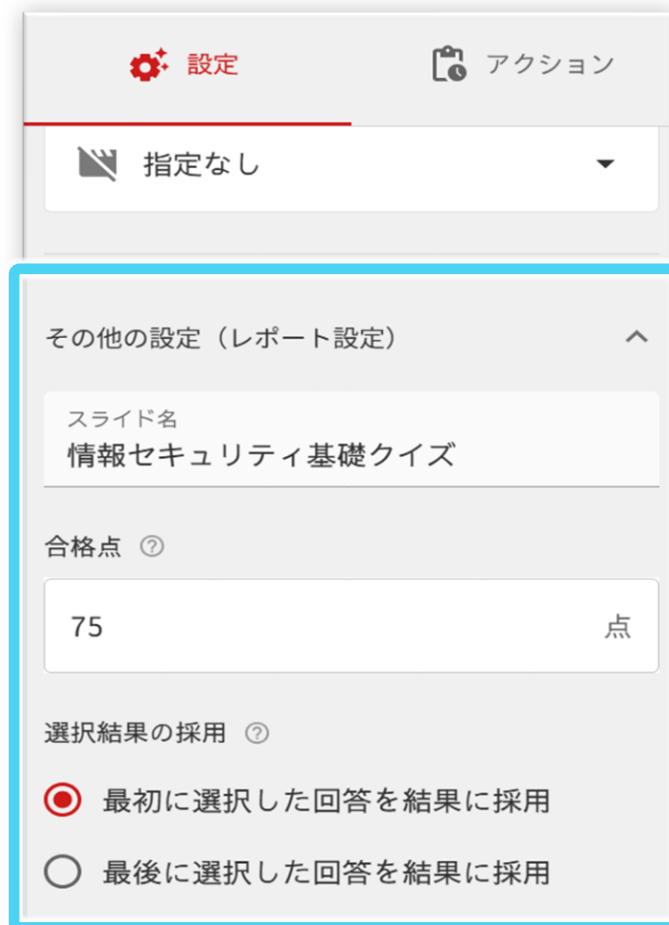 設定
アクション
指定なし
その他の設定（レポート設定）
スライド名
情報セキュリティ基礎クイズ
合格点 ?
75 点
選択結果の採用 ?
最初に選択した回答を結果に採用
最後に選択した回答を結果に採用